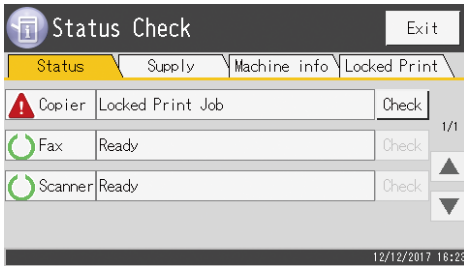 Status Check Exit
Status Supply Machine info Locked Print
Copier Locked Print Job Check
1/1
Fax Ready Check
Scanner Ready Check
12/12/2017 16:23